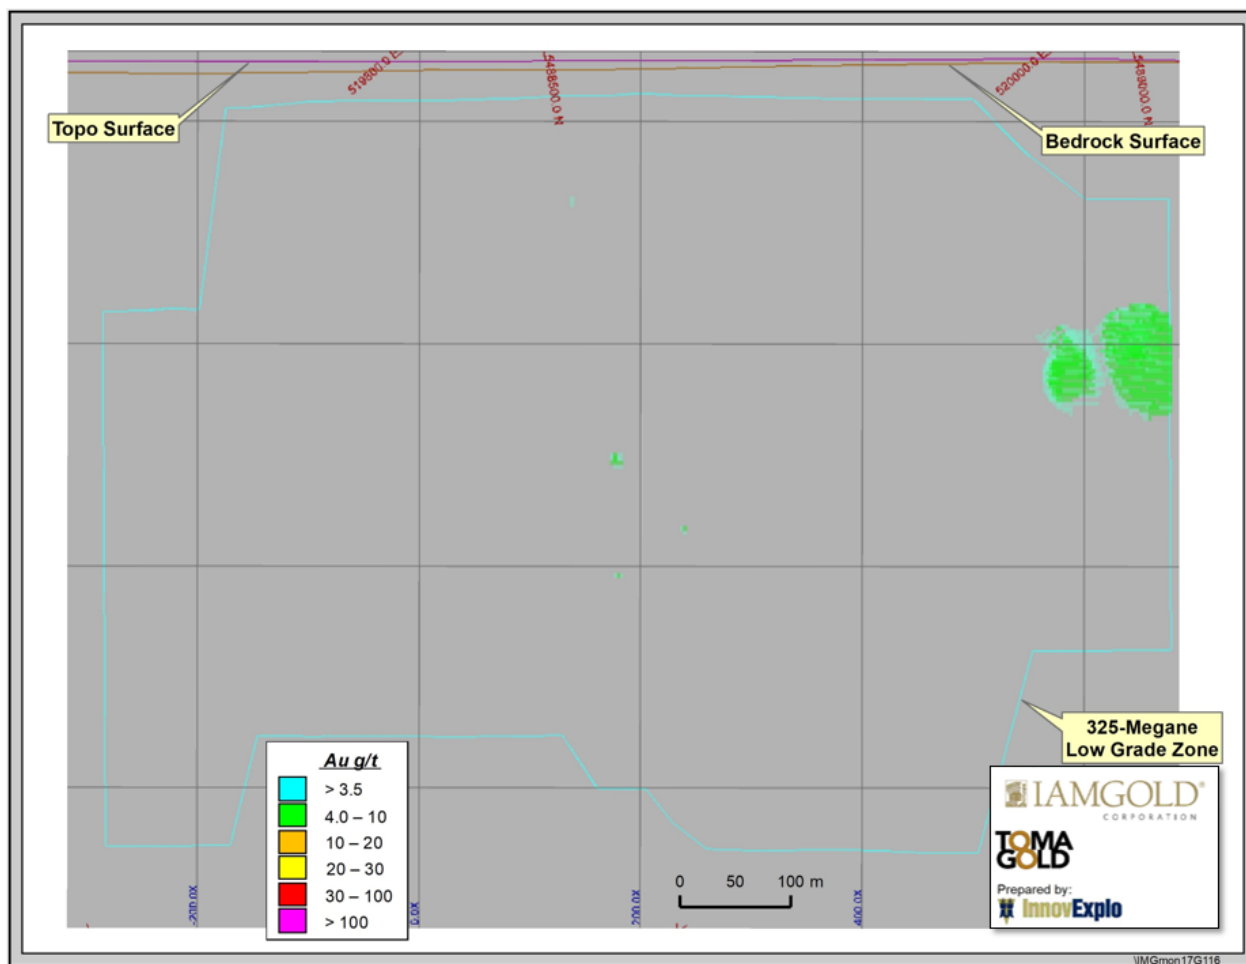 519500.0 E
5488500.0 N
520000.0 E
5489000.0 N
Topo Surface
Bedrock Surface
325-Megane
Low Grade Zone
Au g/t
> 3.5
4.0 – 10
10 – 20
20 – 30
30 – 100
> 100
-200.0X
0.0X
200.0X
400.0X
0 50 100 m
IAMGOLD®
CORPORATION
TOMA
GOLD
Prepared by:
InnovExplo
\IMGmon17G116